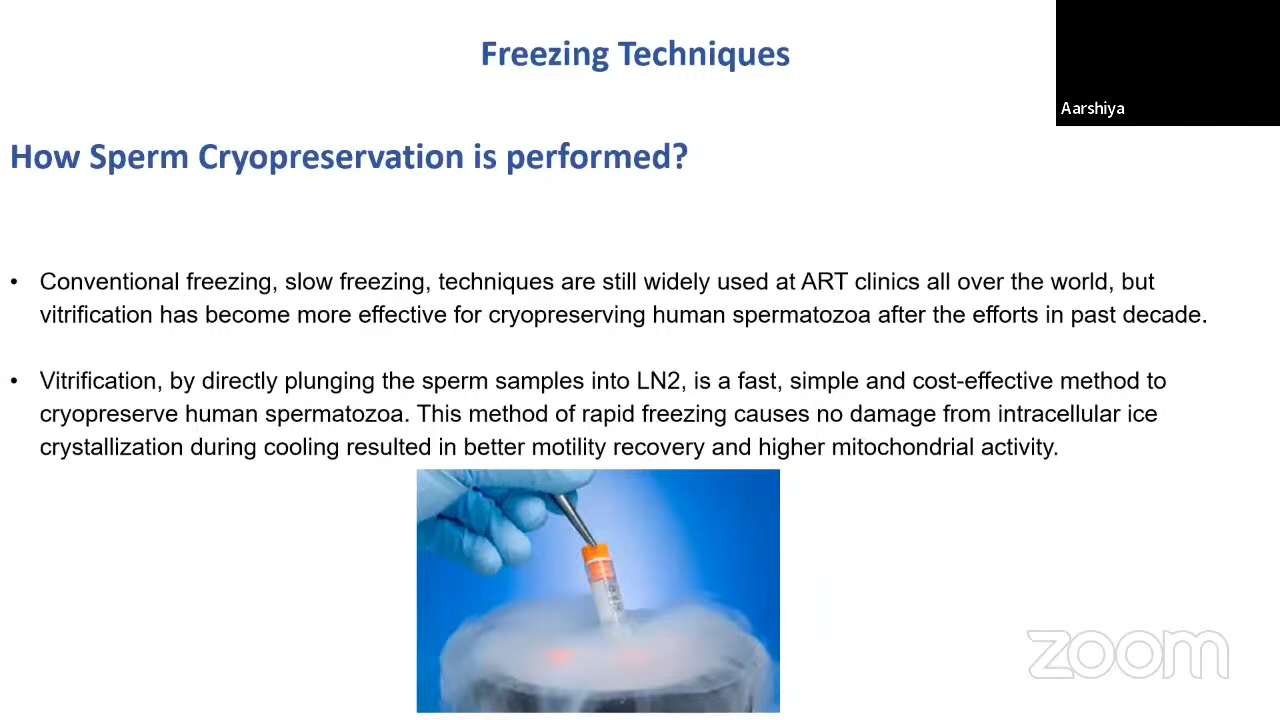 Freezing Techniques
Aarshiya
How Sperm Cryopreservation is performed?
• Conventional freezing, slow freezing, techniques are still widely used at ART clinics all over the world, but
vitrification has become more effective for cryopreserving human spermatozoa after the efforts in past decade.
• Vitrification, by directly plunging the sperm samples into LN2, is a fast, simple and cost-effective method to
cryopreserve human spermatozoa. This method of rapid freezing causes no damage from intracellular ice
crystallization during cooling resulted in better motility recovery and higher mitochondrial activity.
zoom